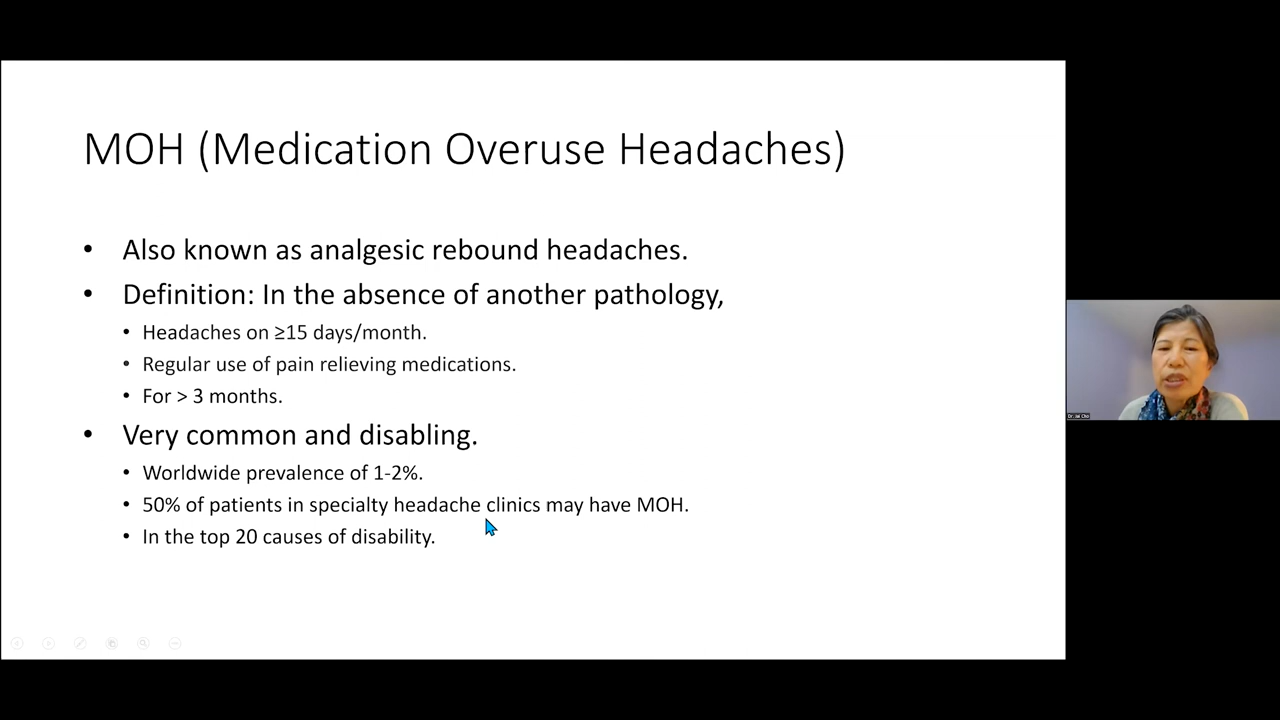 MOH (Medication Overuse Headaches)
• Also known as analgesic rebound headaches.
• Definition: In the absence of another pathology,
• Headaches on ≥15 days/month.
• Regular use of pain relieving medications.
• For > 3 months.
• Very common and disabling.
• Worldwide prevalence of 1-2%.
• 50% of patients in specialty headache clinics may have MOH.
• In the top 20 causes of disability.